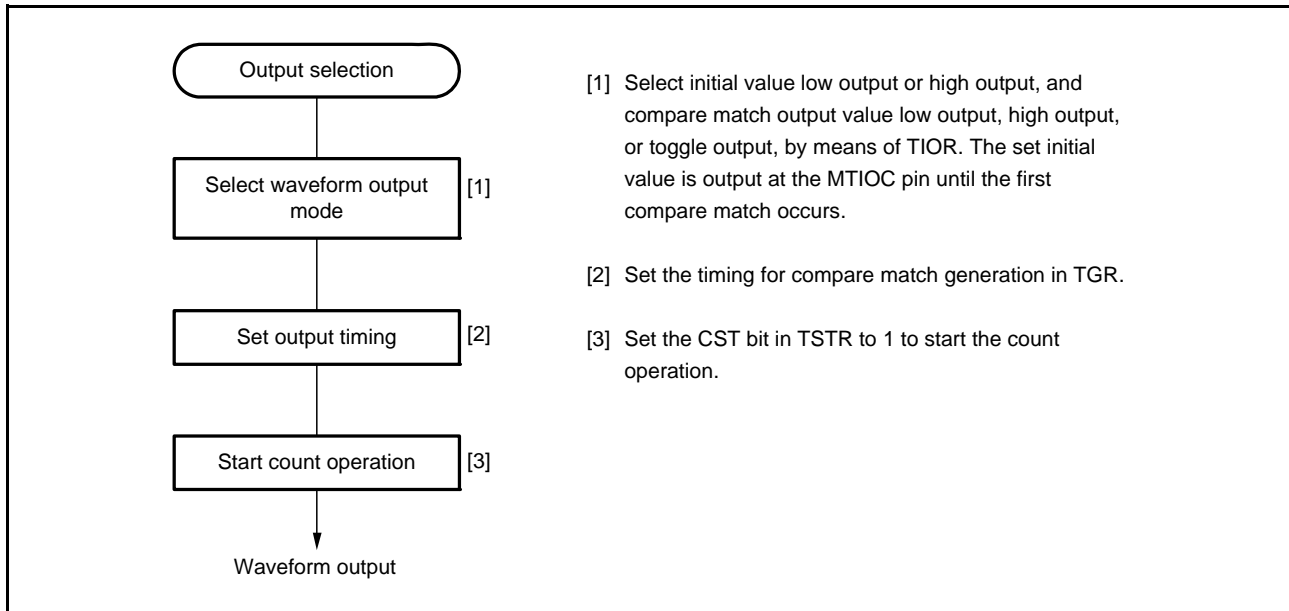 Output selection
Select waveform output
mode
[1]
Set output timing
[2]
Start count operation
[3]
Waveform output
[1] Select initial value low output or high output, and
compare match output value low output, high output,
or toggle output, by means of TIOR. The set initial
value is output at the MTIOC pin until the first
compare match occurs.
[2] Set the timing for compare match generation in TGR.
[3] Set the CST bit in TSTR to 1 to start the count
operation.